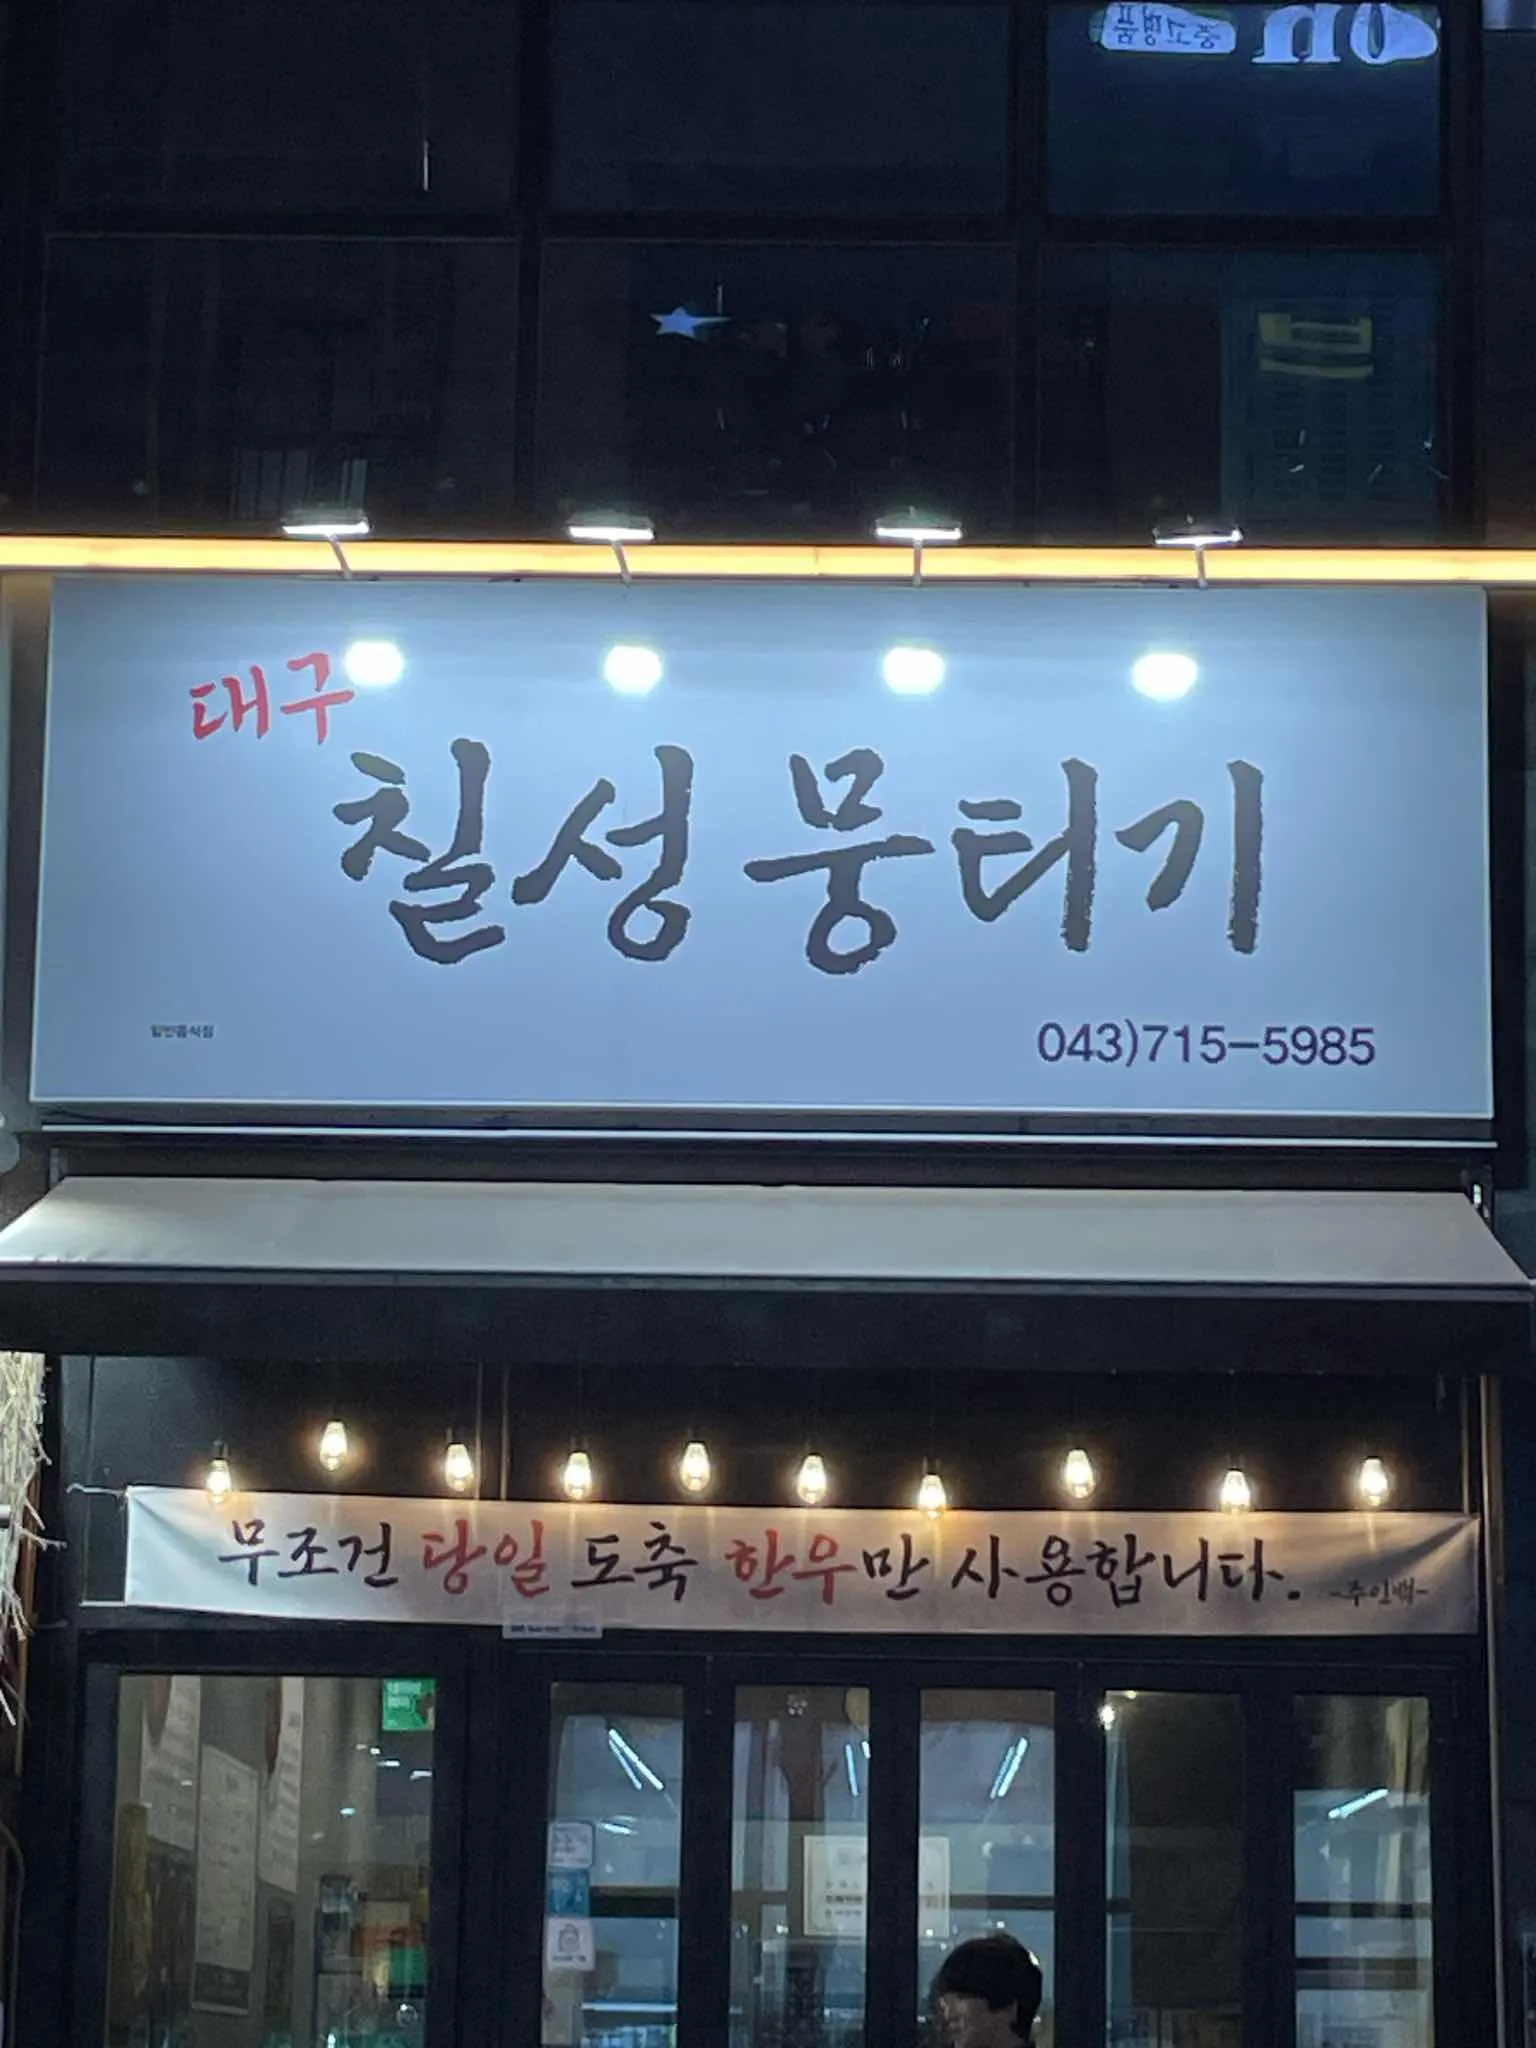 대구
칠성 뭉터기
일반음식점
043)715-5985
무조건 당일 도축 한우만 사용합니다.
-주인백-